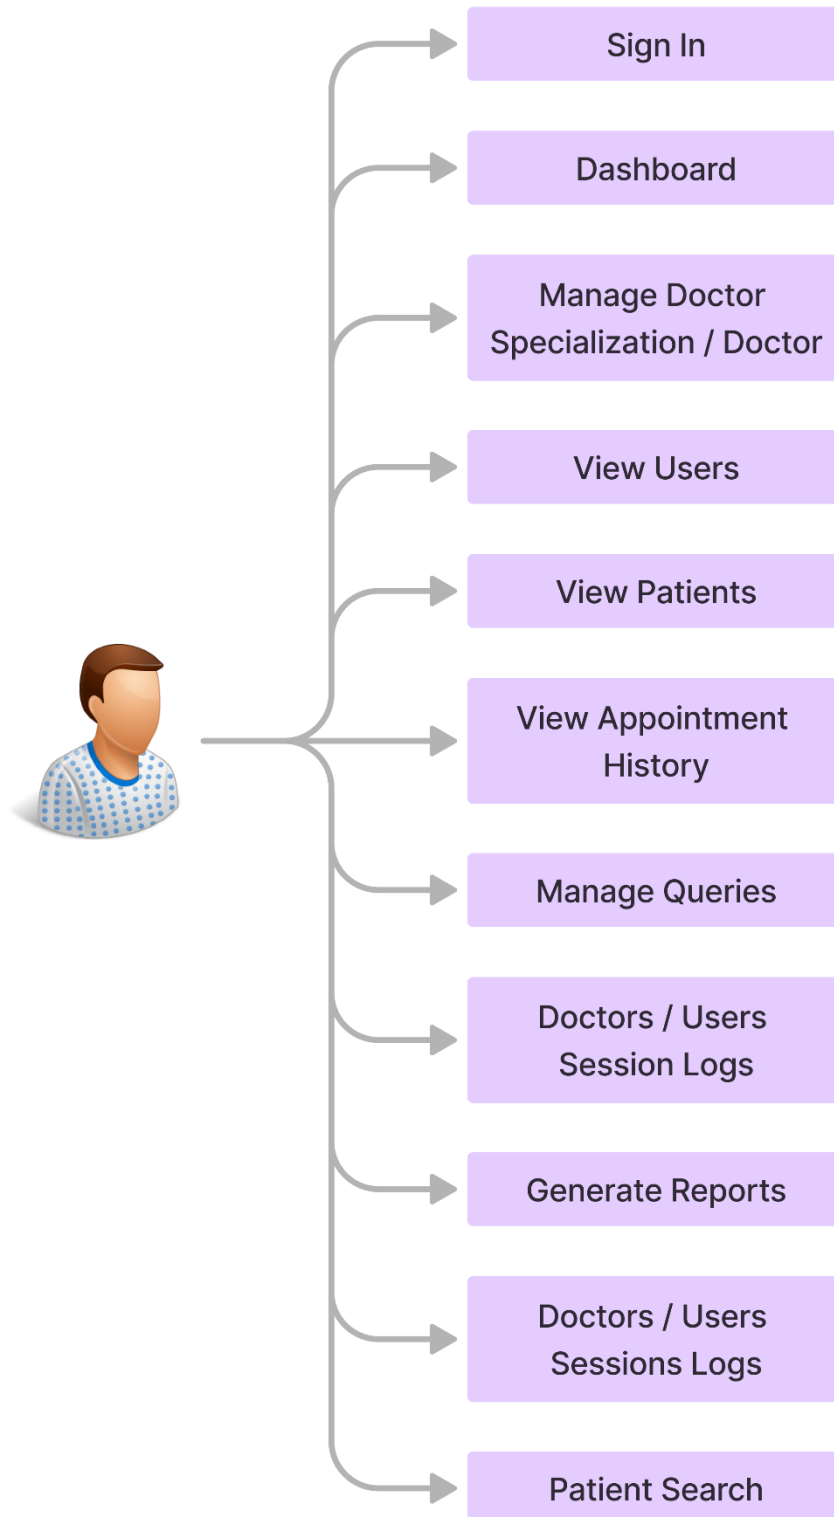 Sign In
Dashboard
Manage Doctor
Specialization / Doctor
View Users
View Patients
View Appointment
History
Manage Queries
Doctors / Users
Session Logs
Generate Reports
Doctors / Users
Sessions Logs
Patient Search